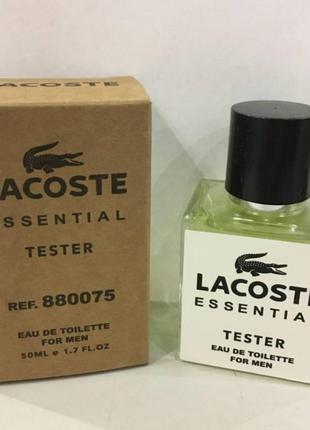 LACOSTE
ESSENTIAL
TESTER
REF. 880075
EAU DE TOILETTE
FOR MEN
50ML e 1.7 FL.OZ
LACOSTE
ESSENTIAL
TESTER
EAU DE TOILETTE
FOR MEN